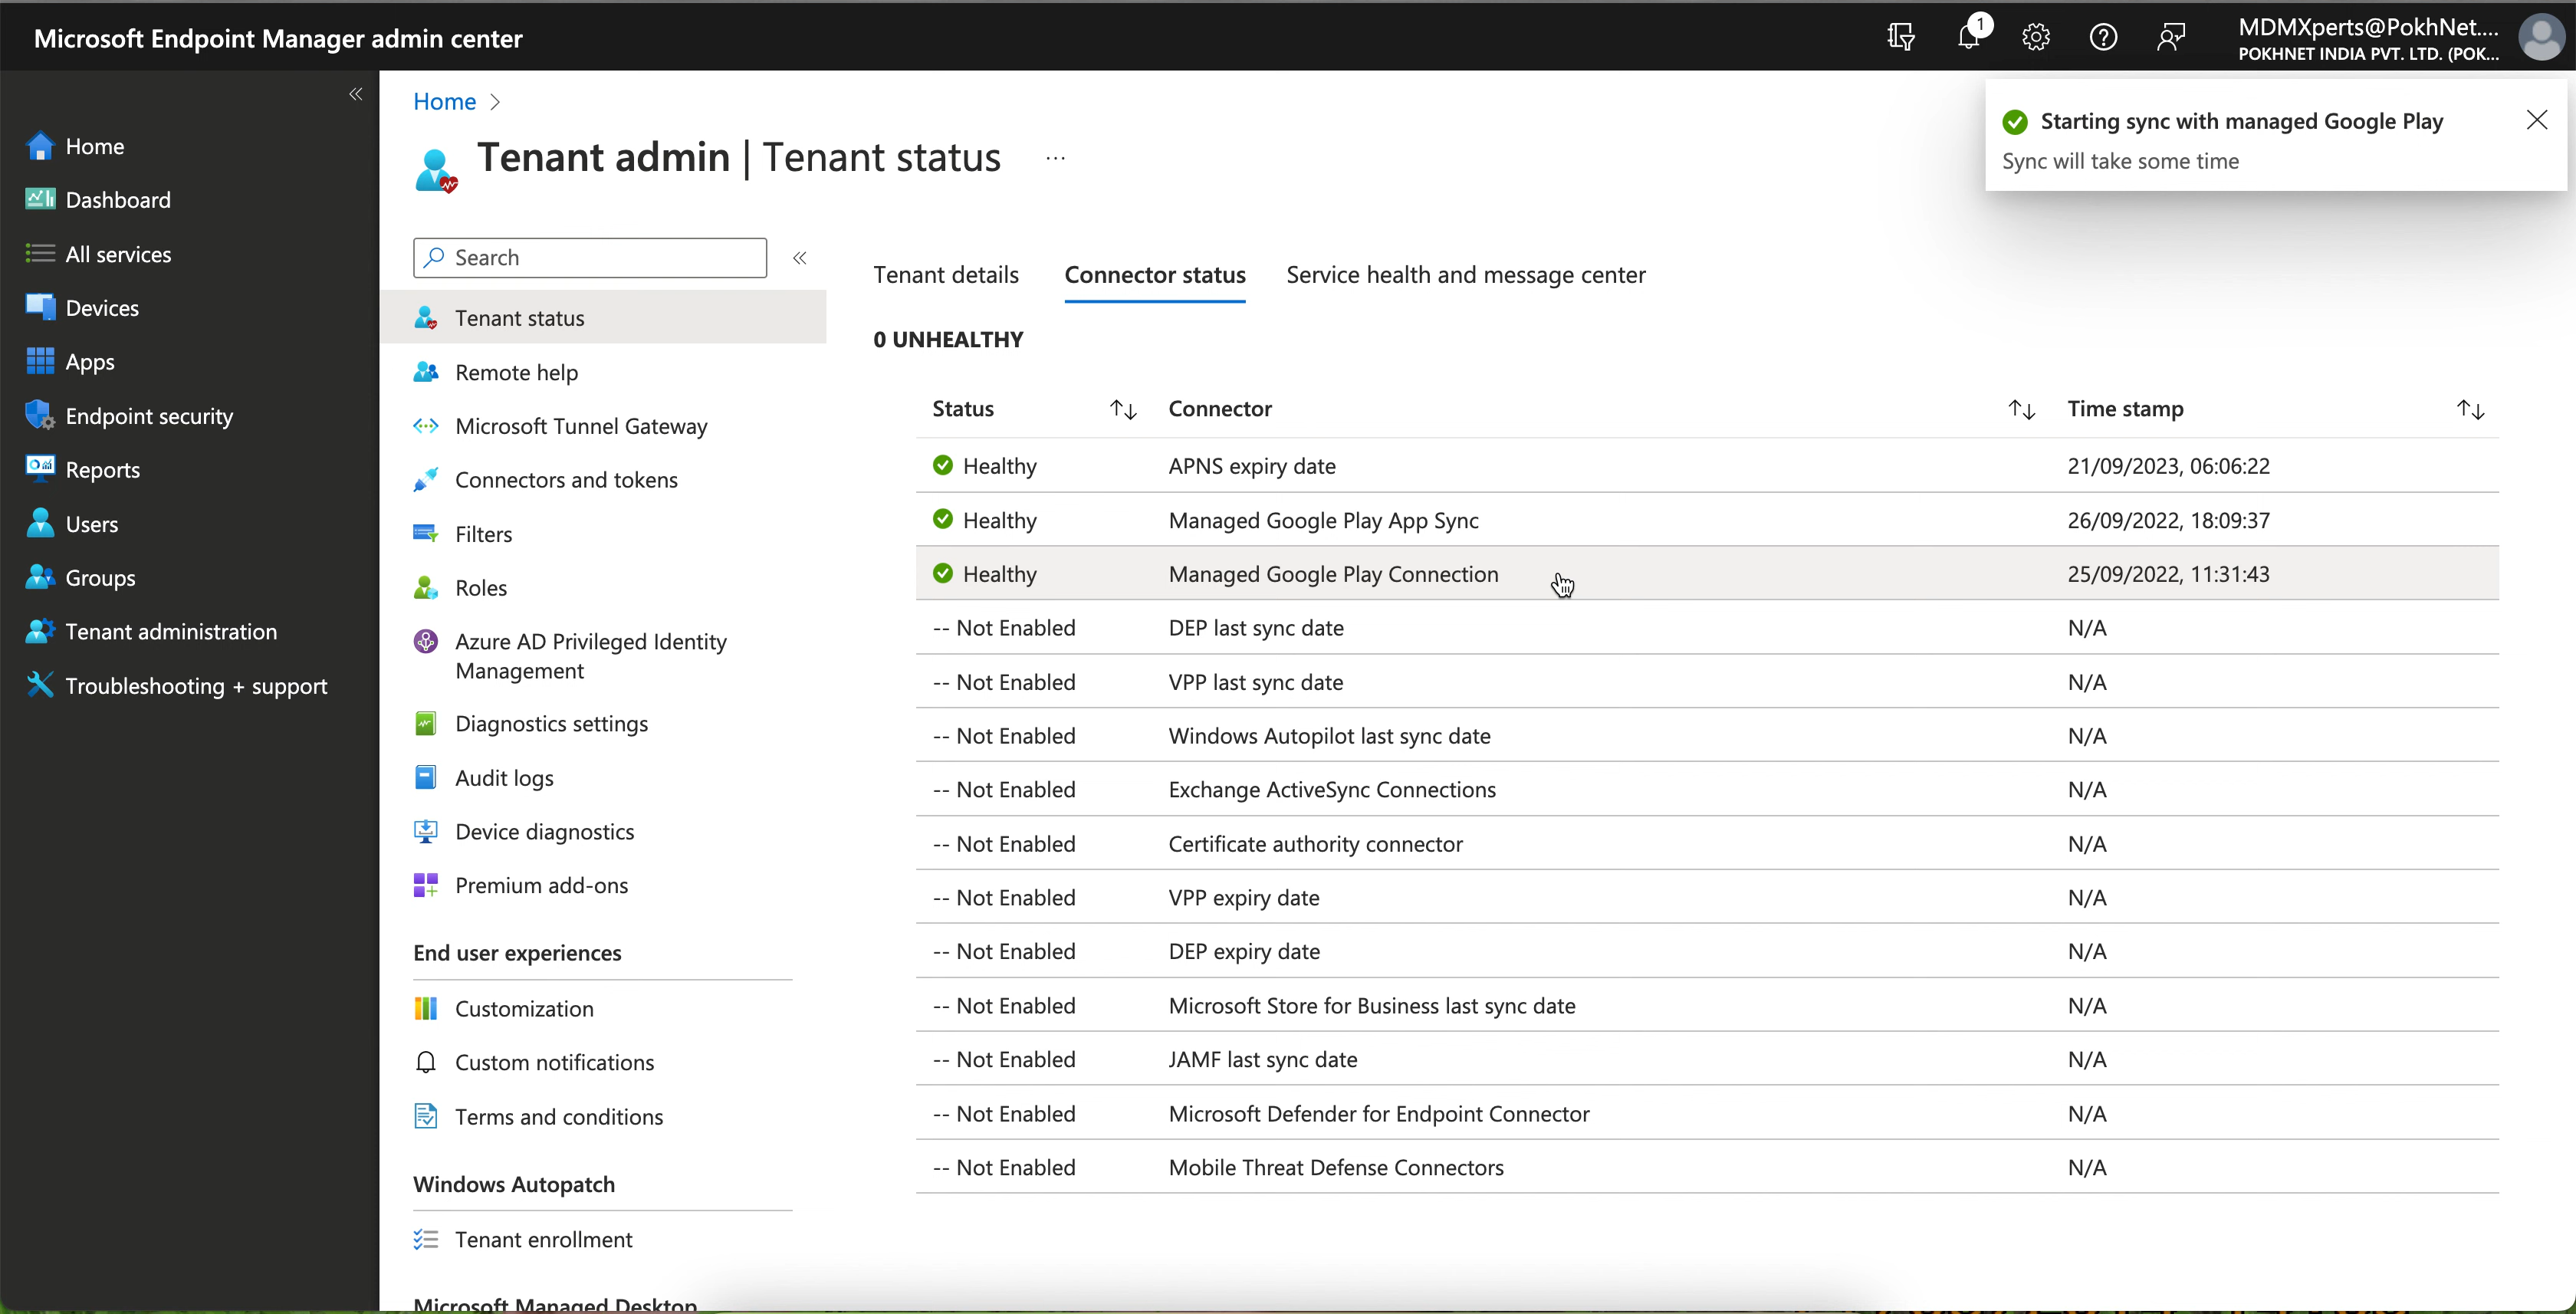 Microsoft Endpoint Manager admin center
1
MDMXperts@PokhNet....
POKHNET INDIA PVT. LTD. (POK...
Starting sync with managed Google Play
Sync will take some time
Home
Dashboard
All services
Devices
Apps
Endpoint security
Reports
Users
Groups
Tenant administration
Troubleshooting + support
Home >
Tenant admin | Tenant status ...
Search
Tenant status
Remote help
Microsoft Tunnel Gateway
Connectors and tokens
Filters
Roles
Azure AD Privileged Identity
Management
Diagnostics settings
Audit logs
Device diagnostics
Premium add-ons
End user experiences
Customization
Custom notifications
Terms and conditions
Windows Autopatch
Tenant enrollment
Microsoft Managed Desktop
Tenant details Connector status Service health and message center
0 UNHEALTHY
Status Connector Time stamp
Healthy APNS expiry date 21/09/2023, 06:06:22
Healthy Managed Google Play App Sync 26/09/2022, 18:09:37
Healthy Managed Google Play Connection 25/09/2022, 11:31:43
-- Not Enabled DEP last sync date N/A
-- Not Enabled VPP last sync date N/A
-- Not Enabled Windows Autopilot last sync date N/A
-- Not Enabled Exchange ActiveSync Connections N/A
-- Not Enabled Certificate authority connector N/A
-- Not Enabled VPP expiry date N/A
-- Not Enabled DEP expiry date N/A
-- Not Enabled Microsoft Store for Business last sync date N/A
-- Not Enabled JAMF last sync date N/A
-- Not Enabled Microsoft Defender for Endpoint Connector N/A
-- Not Enabled Mobile Threat Defense Connectors N/A